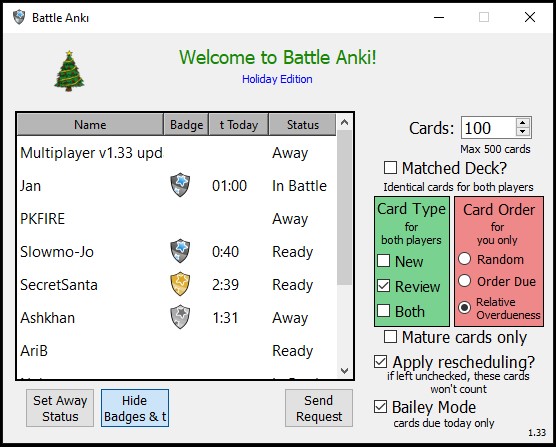 Battle Anki
Welcome to Battle Anki!
Holiday Edition
Name Badge t Today Status
Multiplayer v1.33 upd Away
Jan 01:00 In Battle
PKFIRE Away
Slowmo-Jo 0:40 Ready
SecretSanta 2:39 Ready
Ashkhan 1:31 Away
AriB Ready
Set Away
Status
Hide
Badges & t
Send
Request
Cards: 100
Max 500 cards
Matched Deck?
Identical cards for both players
Card Type
for
both players
New
Review
Both
Card Order
for
you only
Random
Order Due
Relative
Overdueness
Mature cards only
Apply rescheduling?
if left unchecked, these cards
won't count
Bailey Mode
cards due today only
1.33